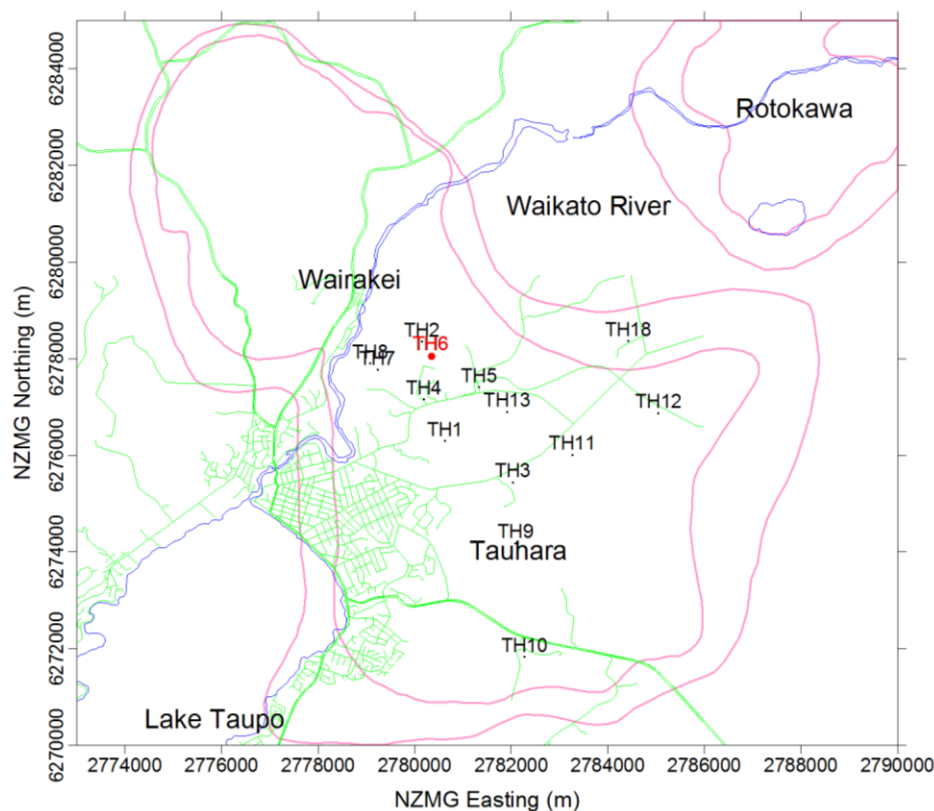 6284000
6282000
6280000
6278000
6276000
6274000
6272000
6270000
NZMG Northing (m)
Rotokawa
Waikato River
Wairakei
TH2
TH6
TH18
TH8
TH7
TH5
TH4
TH13
TH12
TH1
TH11
TH3
TH9
Tauhara
TH10
Lake Taupo
2774000 2776000 2778000 2780000 2782000 2784000 2786000 2788000 2790000
NZMG Easting (m)